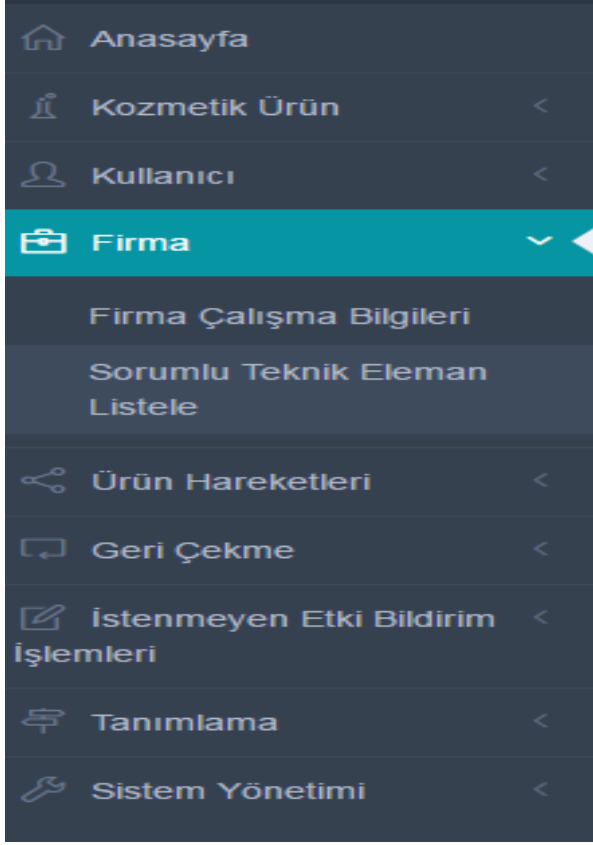 Anasayfa
Kozmetik Ürün
Kullanıcı
Firma
Firma Çalışma Bilgileri
Sorumlu Teknik Eleman
Listele
Ürün Hareketleri
Geri Çekme
İstenmeyen Etki Bildirim
İşlemleri
Tanımlama
Sistem Yönetimi